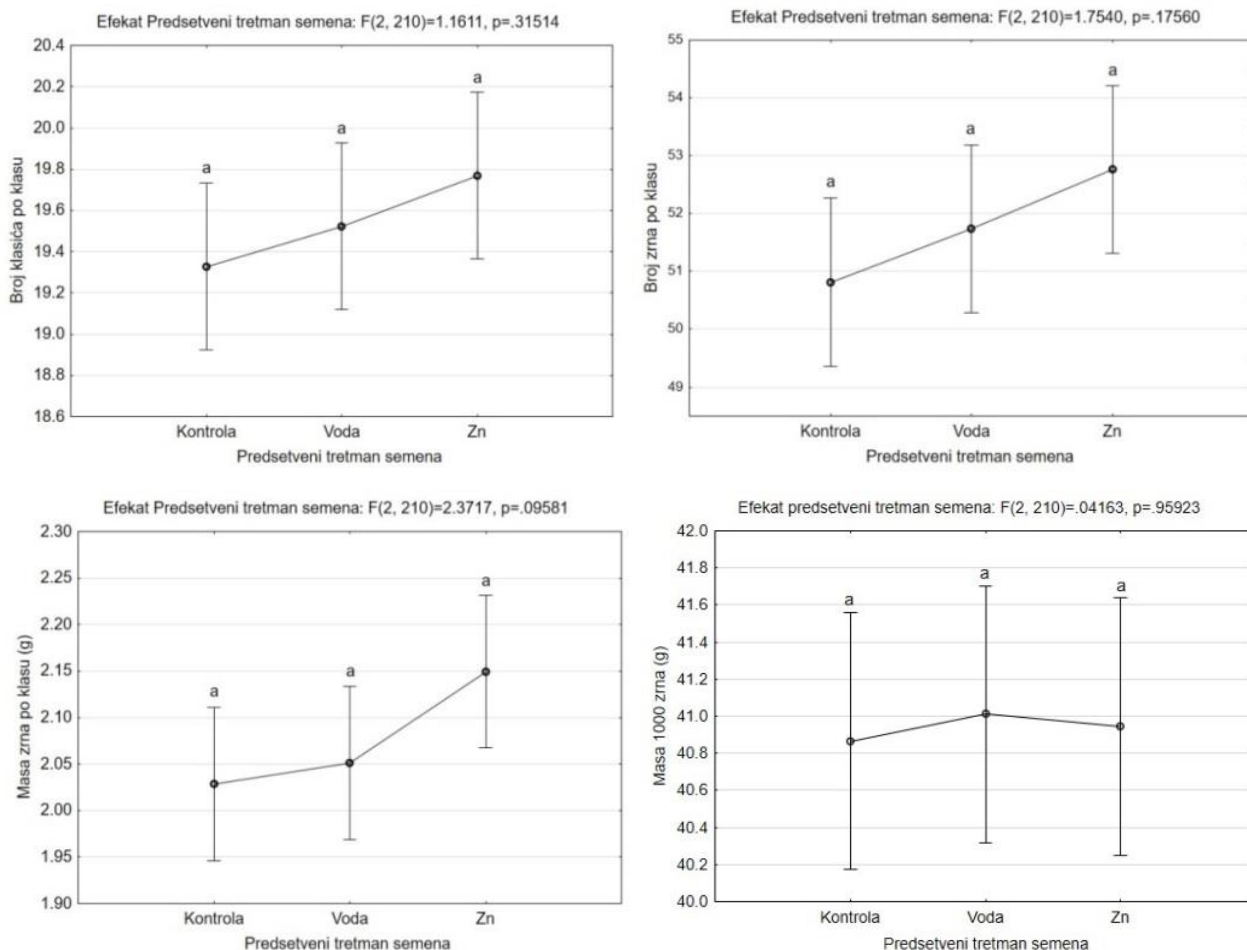 Efekat Predsetveni tretman semena: F(2, 210)=1.1611, p=.31514
20.4
20.2
20.0
19.8
19.6
19.4
19.2
19.0
18.8
18.6
Broj klasića po klasu
a
a
a
Kontrola
Voda
Zn
Predsetveni tretman semena
Efekat Predsetveni tretman semena: F(2, 210)=1.7540, p=.17560
55
54
53
52
51
50
49
Broj zrna po klasu
a
a
a
Kontrola
Voda
Zn
Predsetveni tretman semena
Efekat Predsetveni tretman semena: F(2, 210)=2.3717, p=.09581
2.30
2.25
2.20
2.15
2.10
2.05
2.00
1.95
1.90
Masa zrna po klasu (g)
a
a
a
Kontrola
Voda
Zn
Predsetveni tretman semena
Efekat predsetveni tretman semena: F(2, 210)=.04163, p=.95923
42.0
41.8
41.6
41.4
41.2
41.0
40.8
40.6
40.4
40.2
40.0
Masa 1000 zrna (g)
a
a
a
Kontrola
Voda
Zn
Predsetveni tretman semena